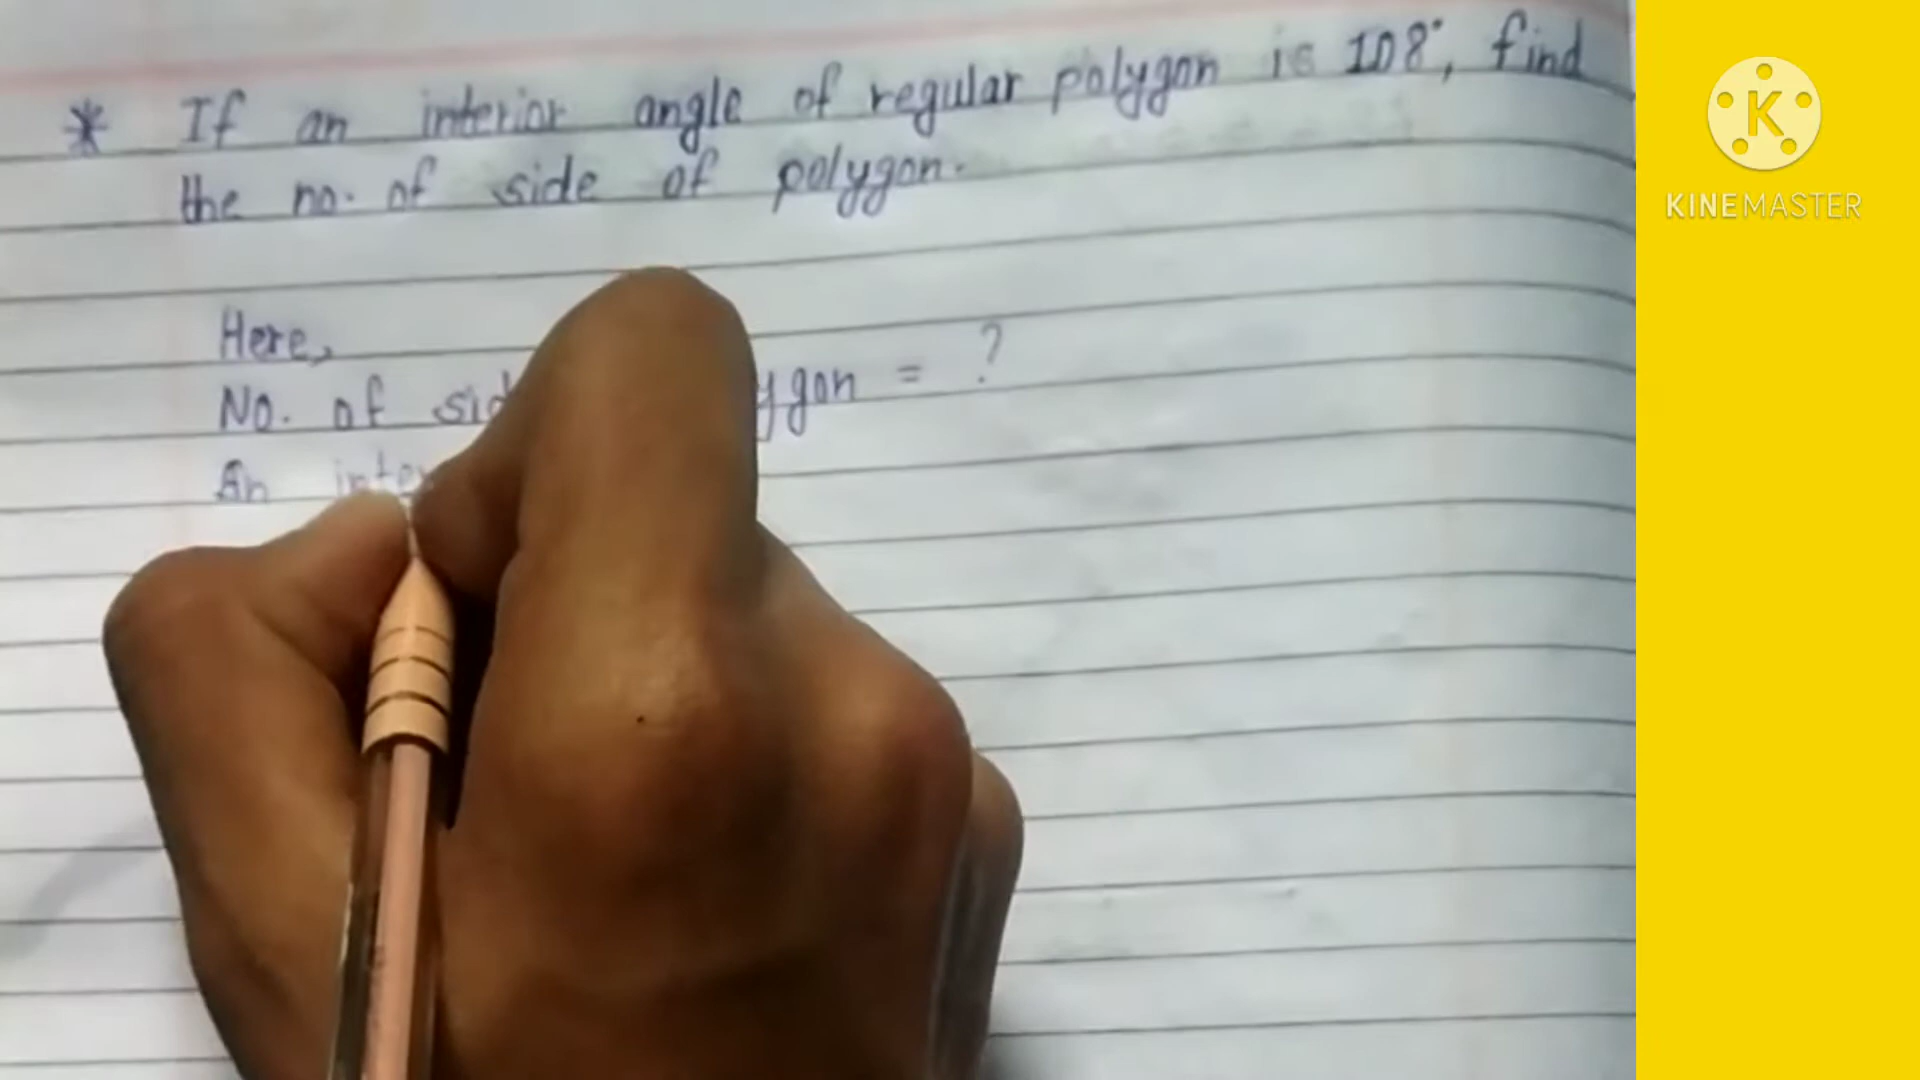 * If an interior angle of regular polygon is 108°, find
the no. of side of polygon.
Here,
No. of gon = ?
An
K
KINEMASTER